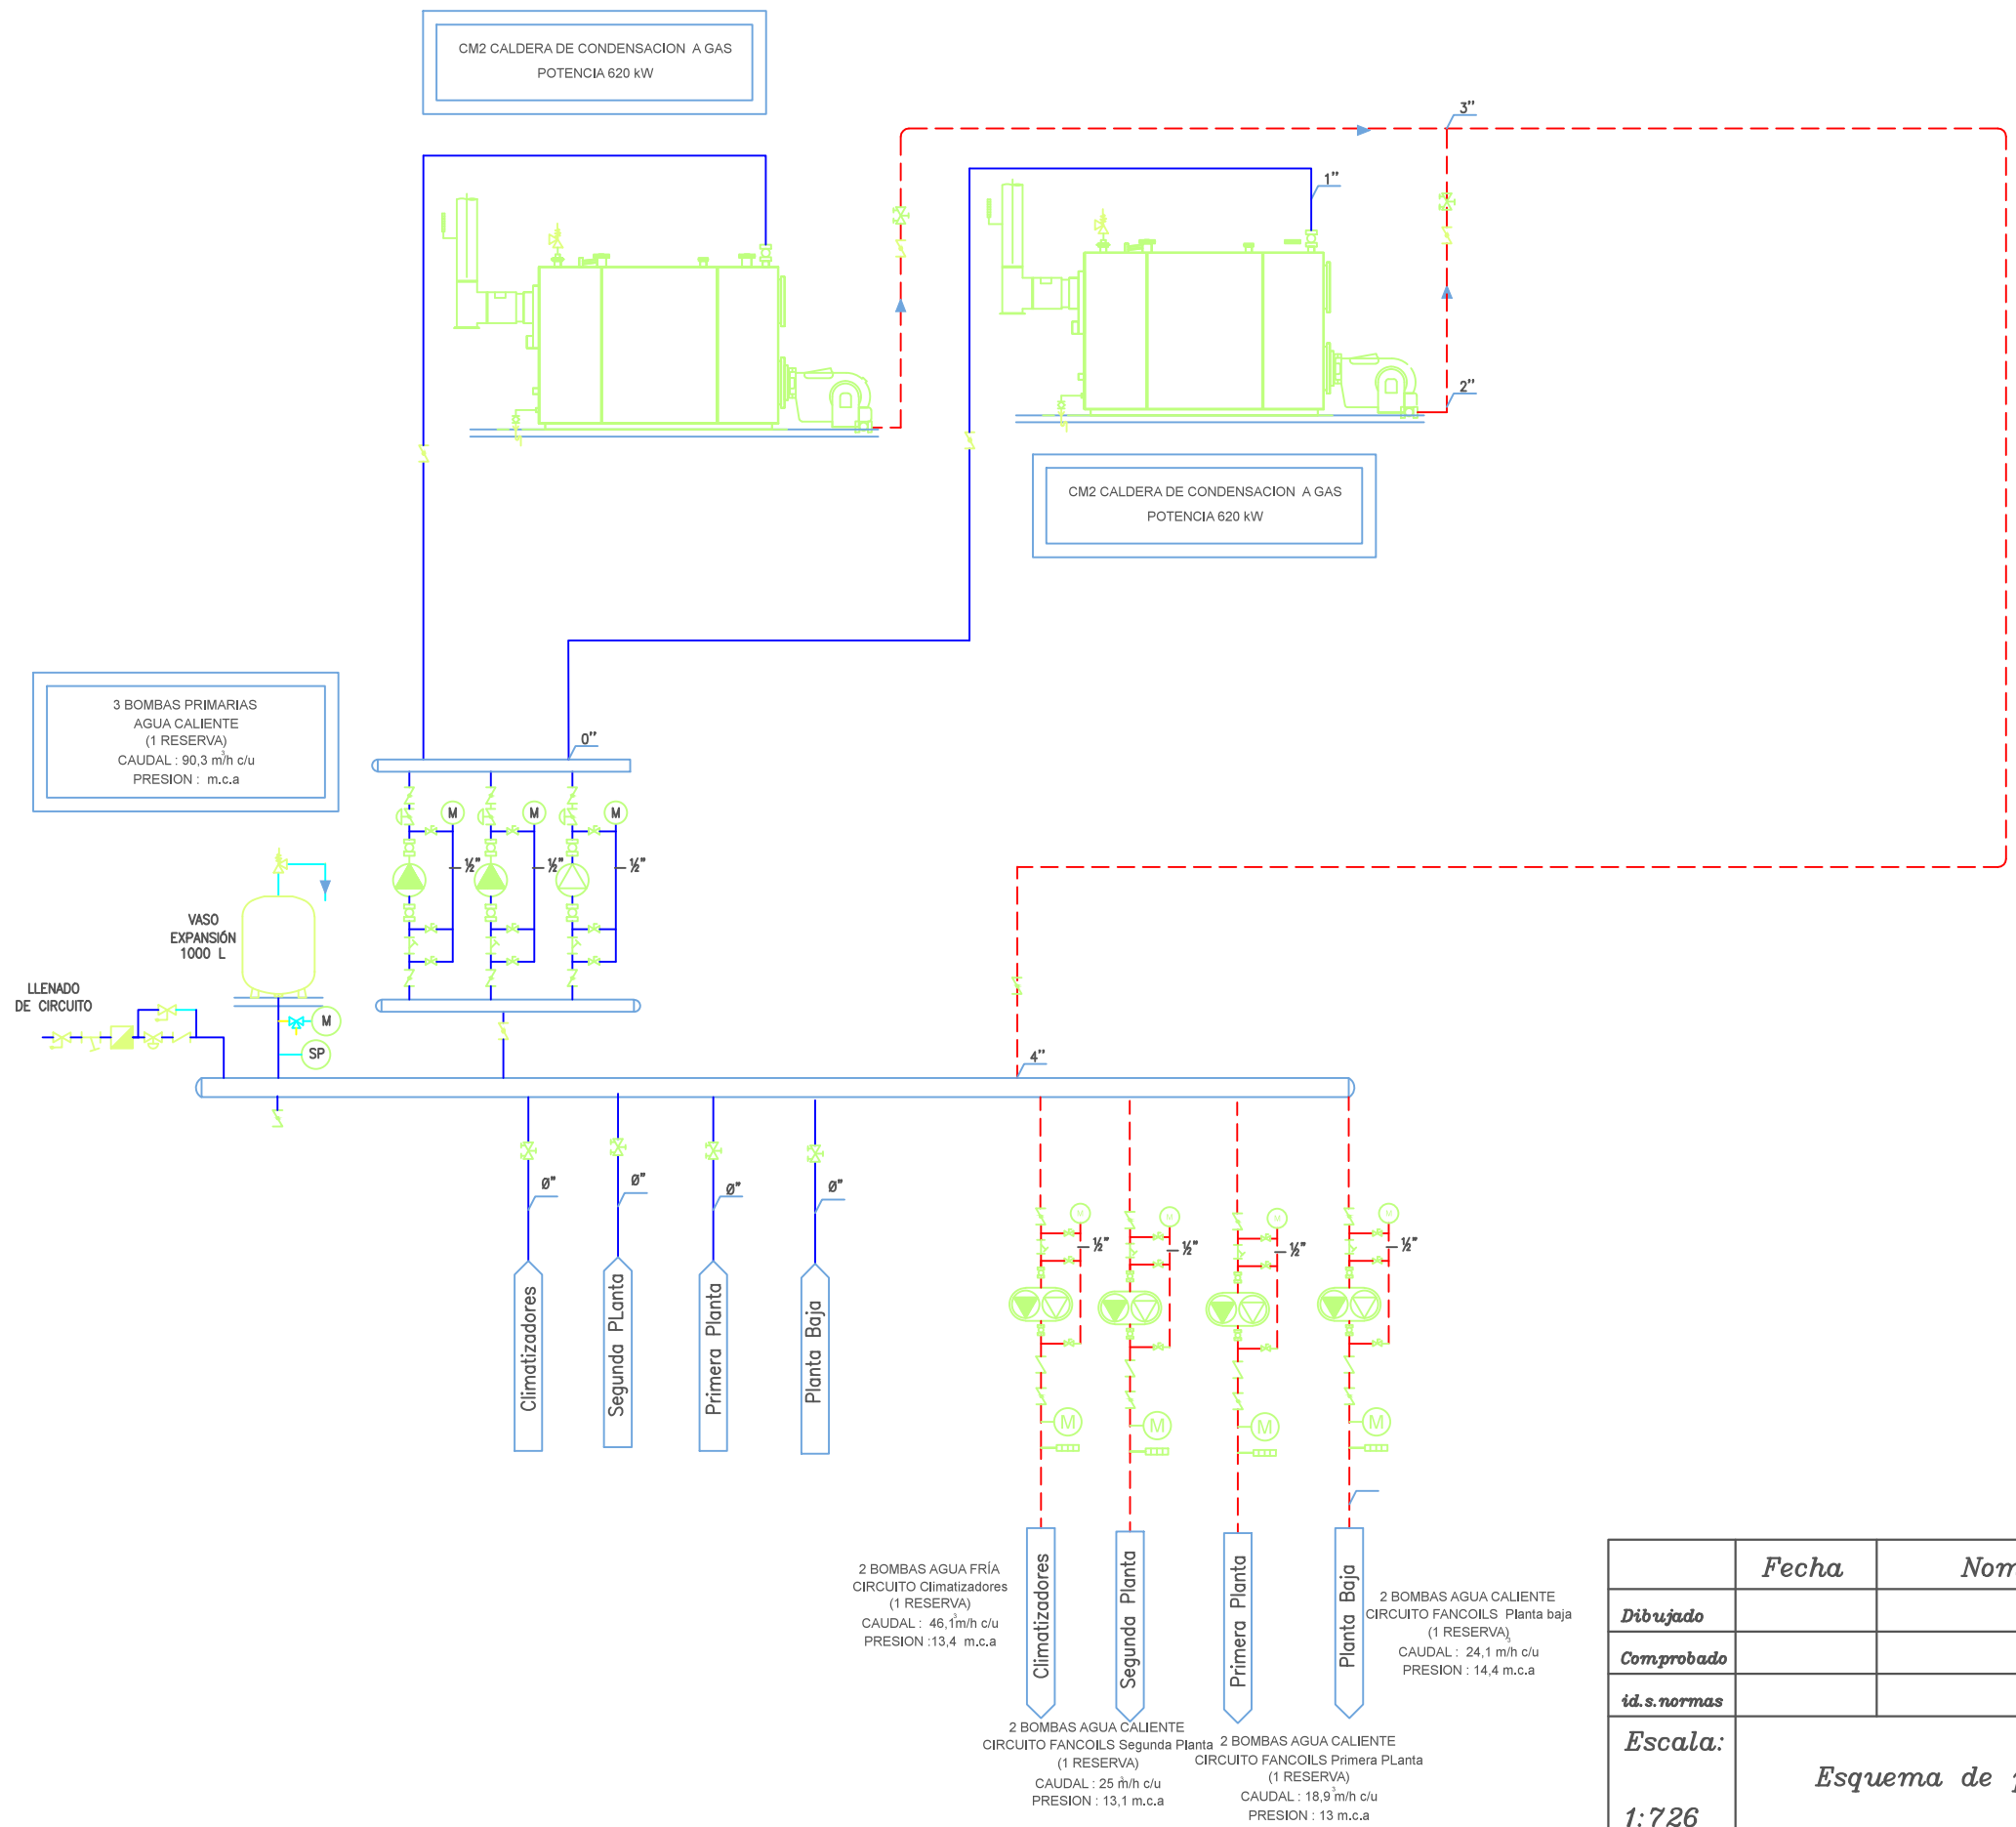 CM2 CALDERA DE CONDENSACION A GAS
POTENCIA 620 kW
3’’
1’’
2’’
CM2 CALDERA DE CONDENSACION A GAS
POTENCIA 620 kW
3 BOMBAS PRIMARIAS
AGUA CALIENTE
(1 RESERVA)
CAUDAL : 90,3 m³/h c/u
PRESION : m.c.a
0’’
M
M
M
½"
½"
½"
VASO
EXPANSIÓN
1000 L
LLENADO
DE CIRCUITO
M
SP
4’’
Ø"
Ø"
Ø"
Ø"
M
M
M
M
½"
½"
½"
½"
Climatizadores
Segunda PLanta
Primera Planta
Planta Baja
M
M
M
M
Climatizadores
Segunda Planta
Primera Planta
Planta Baja
2 BOMBAS AGUA FRÍA
CIRCUITO Climatizadores
(1 RESERVA)
CAUDAL : 46,1³m/h c/u
PRESION :13,4 m.c.a
2 BOMBAS AGUA CALIENTE
CIRCUITO FANCOILS Planta baja
(1 RESERVA)
CAUDAL : 24,1 m³/h c/u
PRESION : 14,4 m.c.a
2 BOMBAS AGUA CALIENTE
CIRCUITO FANCOILS Segunda Planta
(1 RESERVA)
CAUDAL : 25 m³/h c/u
PRESION : 13,1 m.c.a
2 BOMBAS AGUA CALIENTE
CIRCUITO FANCOILS Primera PLanta
(1 RESERVA)
CAUDAL : 18,9 ³m/h c/u
PRESION : 13 m.c.a
Fecha
Nom
Dibujado
Comprobado
id.s.normas
Escala:
Esquema de
1:726